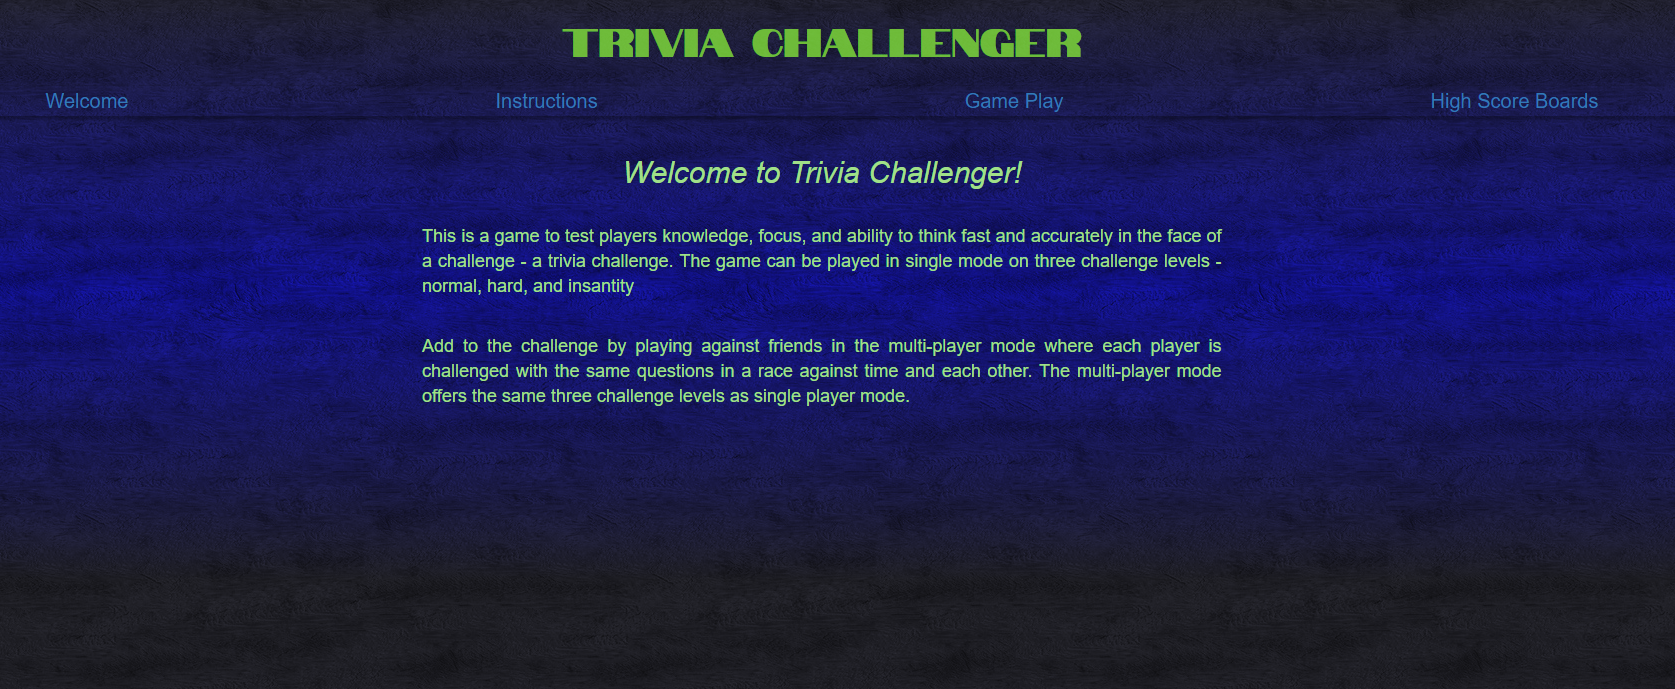 TRIVIA CHALLENGER
Welcome Instructions Game Play High Score Boards
Welcome to Trivia Challenger!
This is a game to test players knowledge, focus, and ability to think fast and accurately in the face of
a challenge - a trivia challenge. The game can be played in single mode on three challenge levels -
normal, hard, and insantity
Add to the challenge by playing against friends in the multi-player mode where each player is
challenged with the same questions in a race against time and each other. The multi-player mode
offers the same three challenge levels as single player mode.